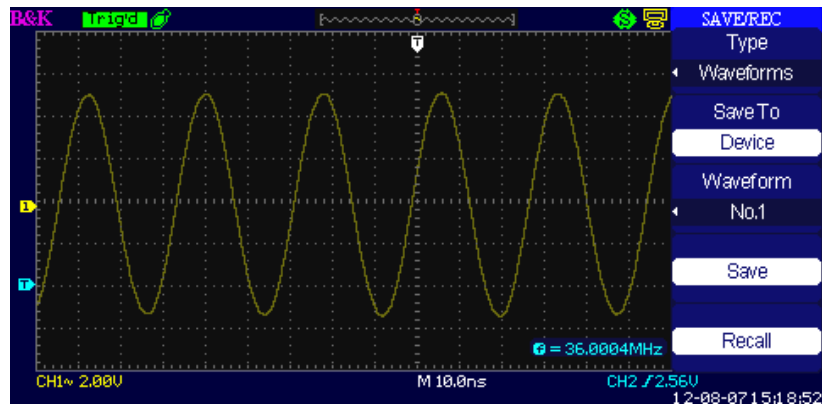 B&K Trig'd S SAVE/REC
Type
T
Waveforms
Save To
Device
Waveform
1
No.1
Save
T
Recall
f = 36.0004MHz
CH1~ 2.00V M 10.0ns CH2 2.56V
12-08-07 15:18:52